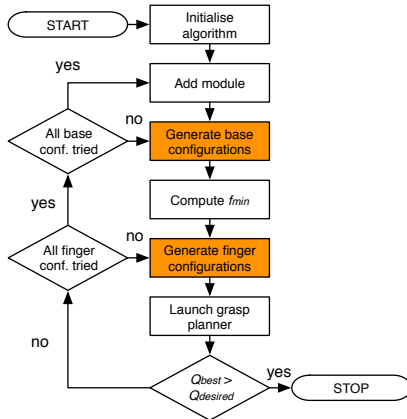 START
Initialise
algorithm
yes
Add module
All base
conf. tried
no
Generate base
configurations
Compute fmin
yes
All finger
conf. tried
no
Generate finger
configurations
Launch grasp
planner
no
Qbest >
Qdesired
yes
STOP